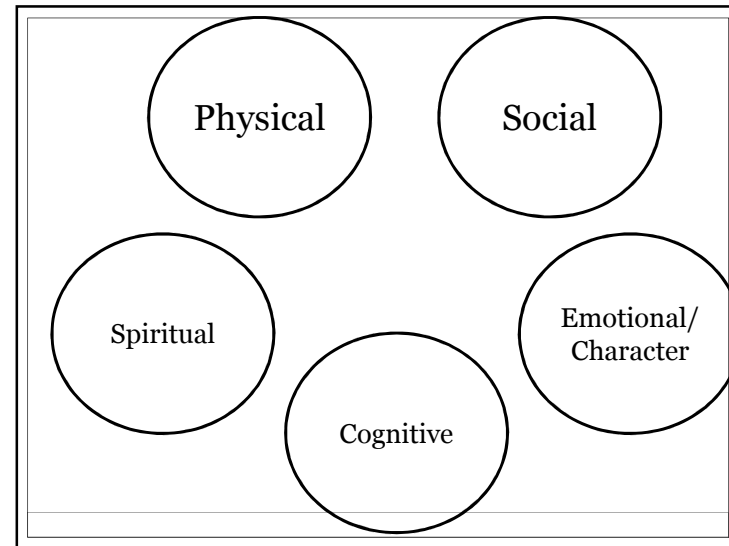 Physical
Social
Spiritual
Emotional/
Character
Cognitive